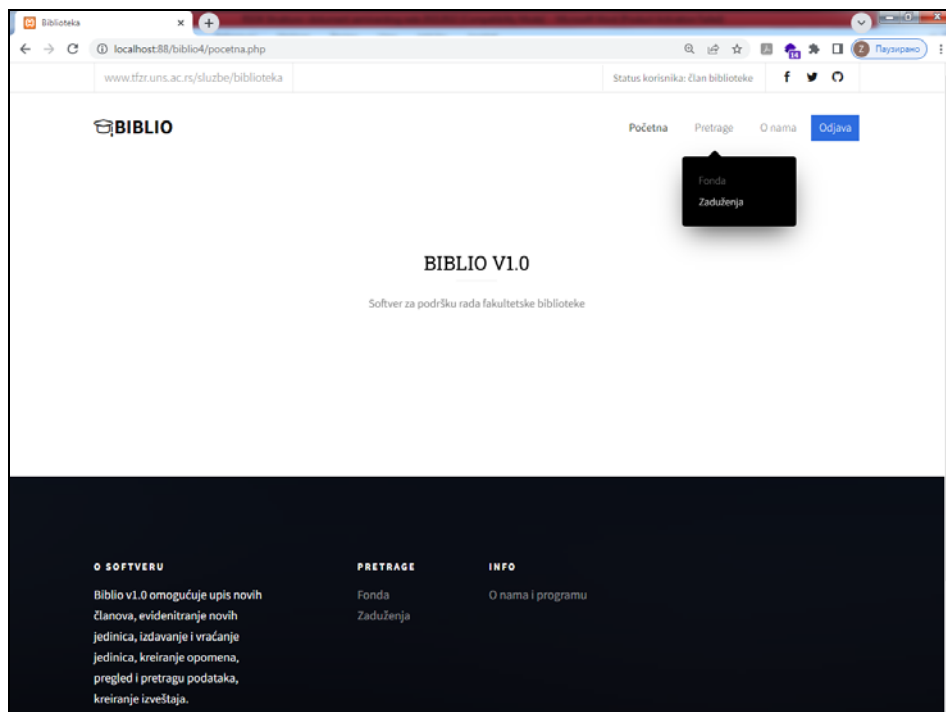 Biblioteka
localhost:88/biblio4/pocetna.php
14
Z
Паузирано
www.tfzr.uns.ac.rs/sluzbe/biblioteka
Status korisnika: član biblioteke
BIBLIO
Početna Pretrage O nama Odjava
Fonda
Zaduženja
BIBLIO V1.0
Softver za podršku rada fakultetske biblioteke
O SOFTVERU
Biblio v1.0 omogućuje upis novih
članova, evidenitranje novih
jedinica, izdavanje i vraćanje
jedinica, kreiranje opomena,
pregled i pretragu podataka,
kreiranje izveštaja.
PRETRAGE
Fonda
Zaduženja
INFO
O nama i programu